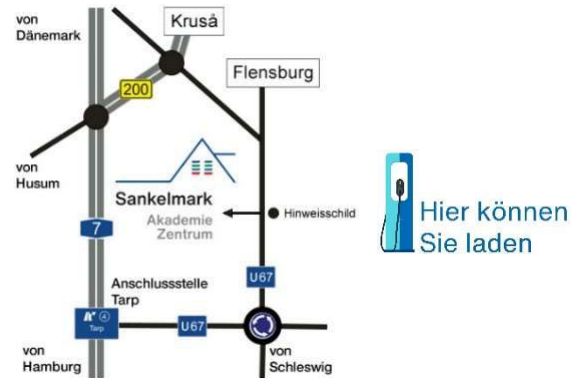 von
Dänemark
Kruså
Flensburg
200
von
Husum
Sankelmark
Akademie
Zentrum
Hinweisschild
7
Hier können
Sie laden
U67
Anschlussstelle
Tarp
4
Tarp
U67
von
Hamburg
von
Schleswig